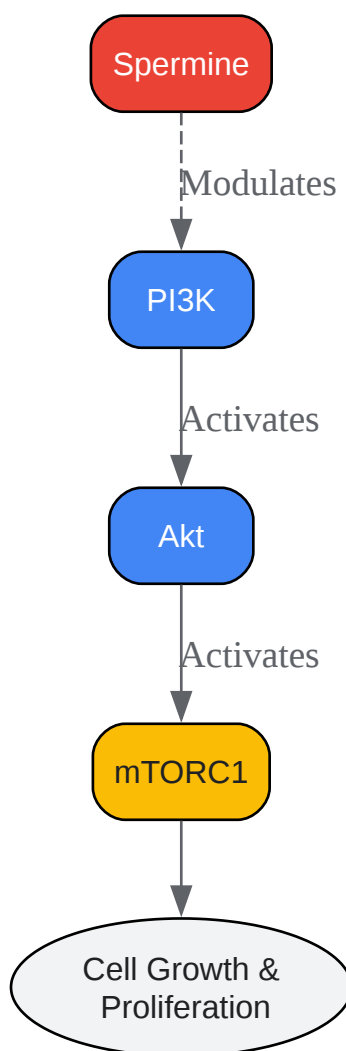 Spermine
Modulates
PI3K
Activates
Akt
Activates
mTORC1
Cell Growth &
Proliferation